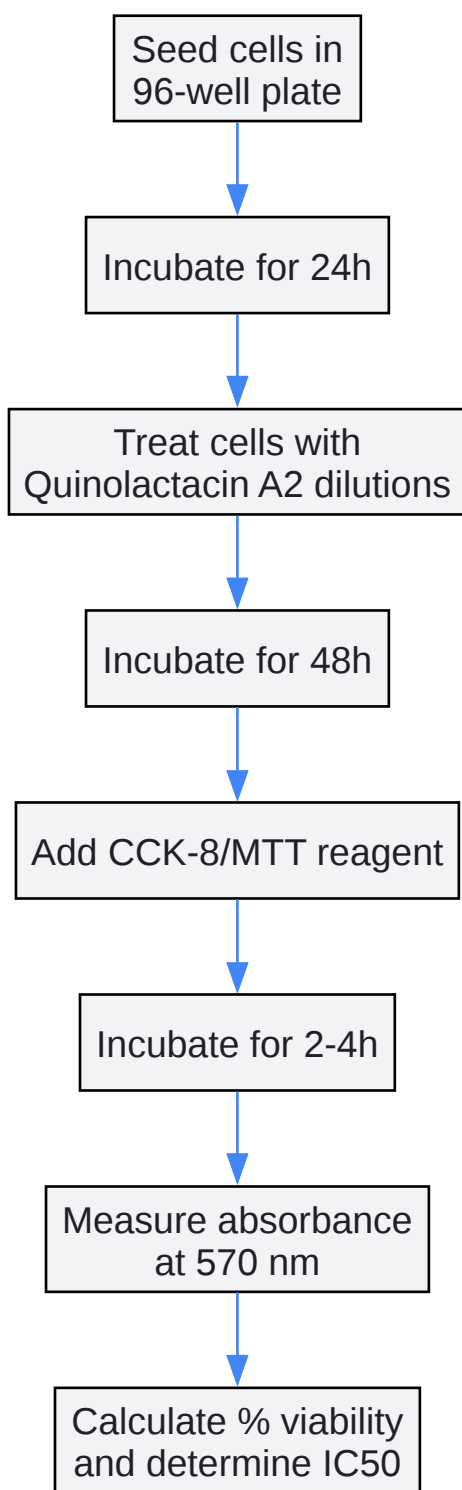 Seed cells in
96-well plate
Incubate for 24h
Treat cells with
Quinolactacin A2 dilutions
Incubate for 48h
Add CCK-8/MTT reagent
Incubate for 2-4h
Measure absorbance
at 570 nm
Calculate % viability
and determine IC50